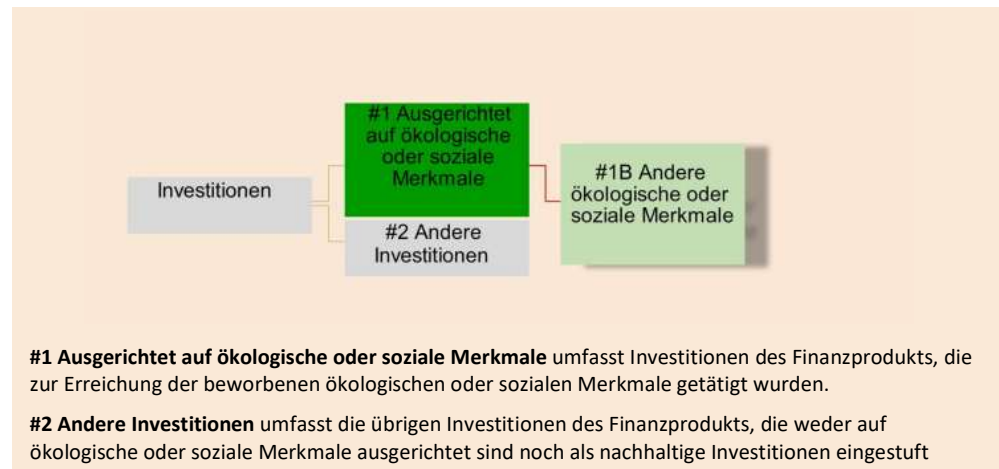 #1 Ausgerichtet
auf ökologische
oder soziale
Merkmale
Investitionen
#2 Andere
Investitionen
#1B Andere
ökologische oder
soziale Merkmale
#1 Ausgerichtet auf ökologische oder soziale Merkmale umfasst Investitionen des Finanzprodukts, die
zur Erreichung der beworbenen ökologischen oder sozialen Merkmale getätigt wurden.
#2 Andere Investitionen umfasst die übrigen Investitionen des Finanzprodukts, die weder auf
ökologische oder soziale Merkmale ausgerichtet sind noch als nachhaltige Investitionen eingestuft